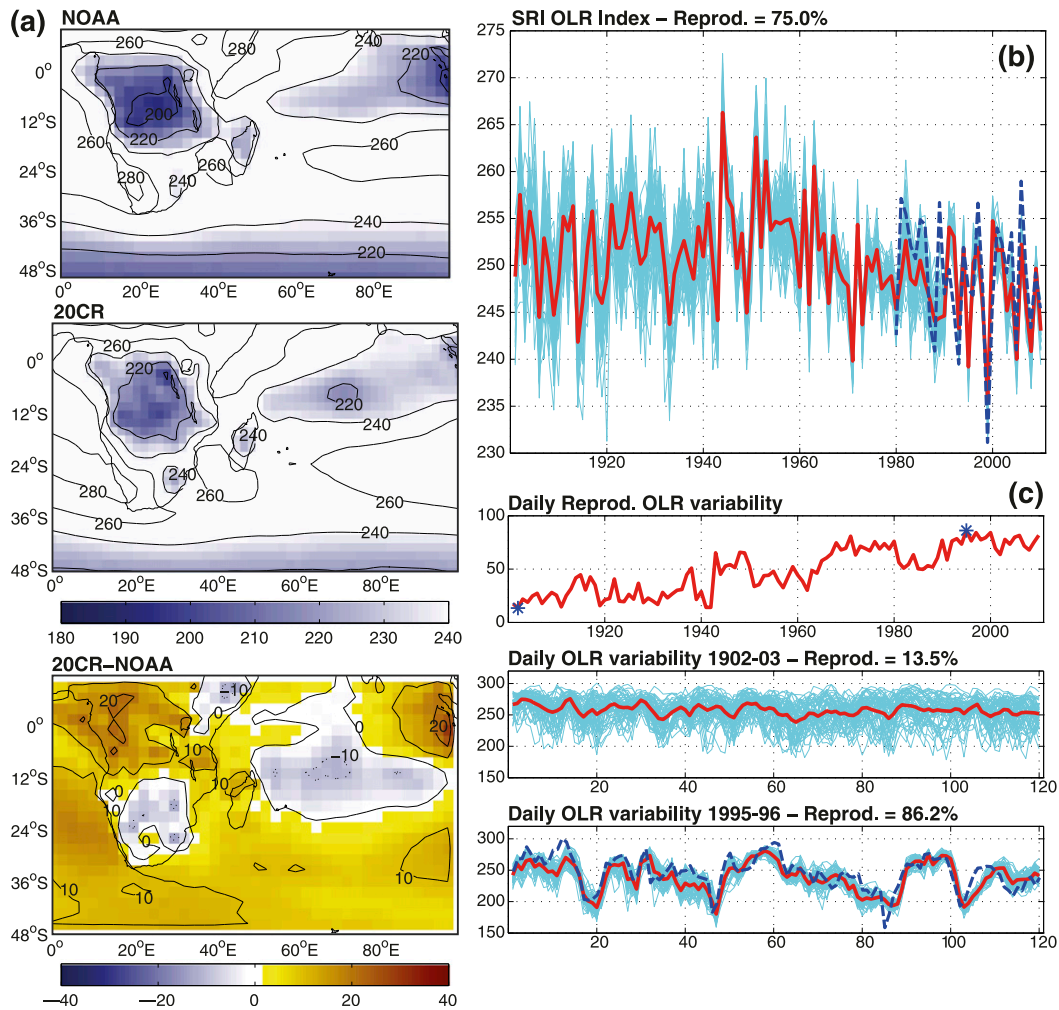 (a)
NOAA
260
280
240
220
0°
200
12°S
220
260
260
260
24°S
280
240
36°S
240
220
48°S
0°
20°E
40°E
60°E
80°E
20CR
260
0°
220
220
12°S
240
24°S
240
260
280
260
36°S
240
48°S
0°
20°E
40°E
60°E
80°E
180 190 200 210 220 230 240
20CR−NOAA
20
−10
0
0
20
0°
10
−10
12°S
10
0
10
24°S
0
36°S
10
10
10
48°S
0°
20°E
40°E
60°E
80°E
−40 −20 0 20 40
SRI OLR Index − Reprod. = 75.0%
(b)
275
270
265
260
255
250
245
240
235
230
1920 1940 1960 1980 2000
(c)
Daily Reprod. OLR variability
100
50
0
1920 1940 1960 1980 2000
Daily OLR variability 1902-03 − Reprod. = 13.5%
300
250
200
150
20 40 60 80 100 120
Daily OLR variability 1995-96 − Reprod. = 86.2%
300
250
200
150
20 40 60 80 100 120